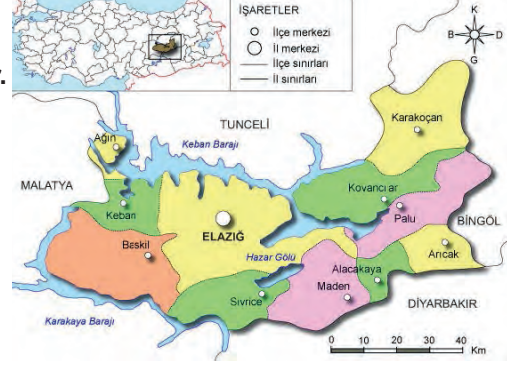 İŞARETLER
İlçe merkezi
İl merkezi
İlçe sınırları
İl sınırları
K
B D
G
TUNCELİ
Keban Barajı
Ağın
Karakoçan
MALATYA
Keban
Kovancılar
Palu
BİNGÖL
ELAZIĞ
Baskil
Hazar Gölü
Arıcak
Alacakaya
Sivrice
Maden
DİYARBAKIR
Karakaya Barajı
0 10 20 30 40
Km